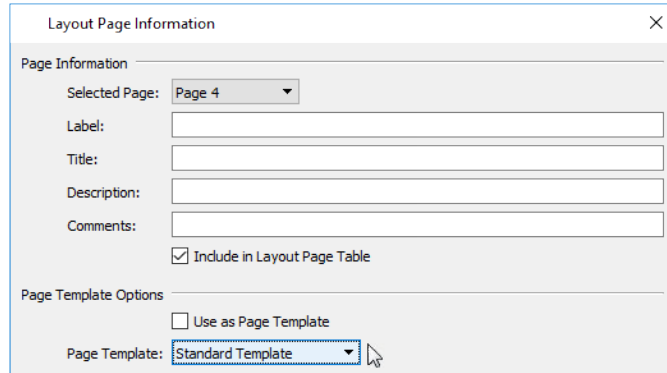 Layout Page Information
Page Information
Selected Page: Page 4
Label:
Title:
Description:
Comments:
Include in Layout Page Table
Page Template Options
Use as Page Template
Page Template: Standard Template